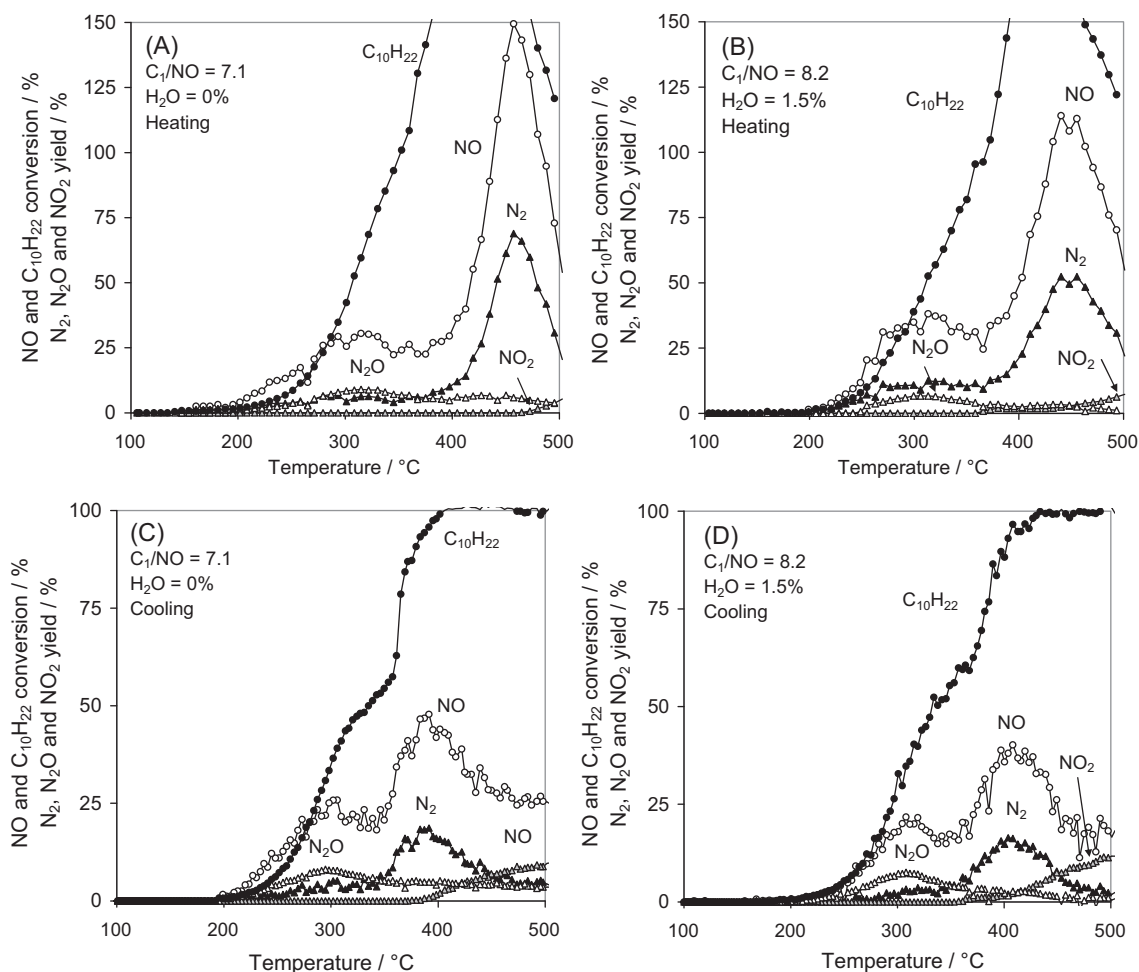 NO and C₁₀H₂₂ conversion / %
N₂, N₂O and NO₂ yield / %
150
125
100
75
50
25
0
(A)
C₁/NO = 7.1
H₂O = 0%
Heating
C₁₀H₂₂
NO
N₂
N₂O
NO₂
100 200 300 400 500
Temperature / °C
NO and C₁₀H₂₂ conversion / %
N₂, N₂O and NO₂ yield / %
150
125
100
75
50
25
0
(B)
C₁/NO = 8.2
H₂O = 1.5%
Heating
C₁₀H₂₂
NO
N₂
N₂O
NO₂
100 200 300 400 500
Temperature / °C
NO and C₁₀H₂₂ conversion / %
N₂, N₂O and NO₂ yield / %
100
75
50
25
0
(C)
C₁/NO = 7.1
H₂O = 0%
Cooling
C₁₀H₂₂
NO
N₂
N₂O
NO
100 200 300 400 500
Temperature / °C
NO and C₁₀H₂₂ conversion / %
N₂, N₂O and NO₂ yield / %
100
75
50
25
0
(D)
C₁/NO = 8.2
H₂O = 1.5%
Cooling
C₁₀H₂₂
NO
NO₂
N₂
N₂O
100 200 300 400 500
Temperature / °C